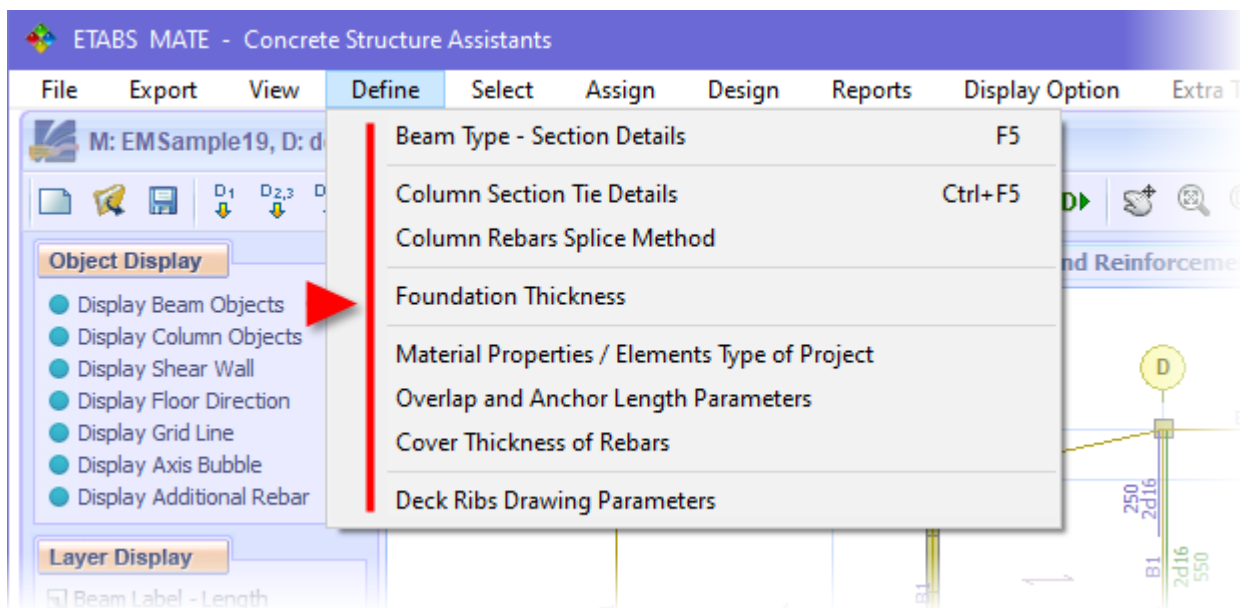 ETABS MATE - Concrete Structure Assistants
File Export View Define Select Assign Design Reports Display Option Extra
M: EMSample19, D:
Beam Type - Section Details F5
D1 D2,3
Column Section Tie Details Ctrl+F5
Column Rebars Splice Method
Object Display
nd Reinforceme
Display Beam Objects
Foundation Thickness
Display Column Objects
Display Shear Wall
Material Properties / Elements Type of Project
Display Floor Direction
Overlap and Anchor Length Parameters
Display Grid Line
Cover Thickness of Rebars
Display Axis Bubble
Display Additional Rebar
Deck Ribs Drawing Parameters
D
250
2d16
Layer Display
B1
2d16
550
Beam Label - Length
B1